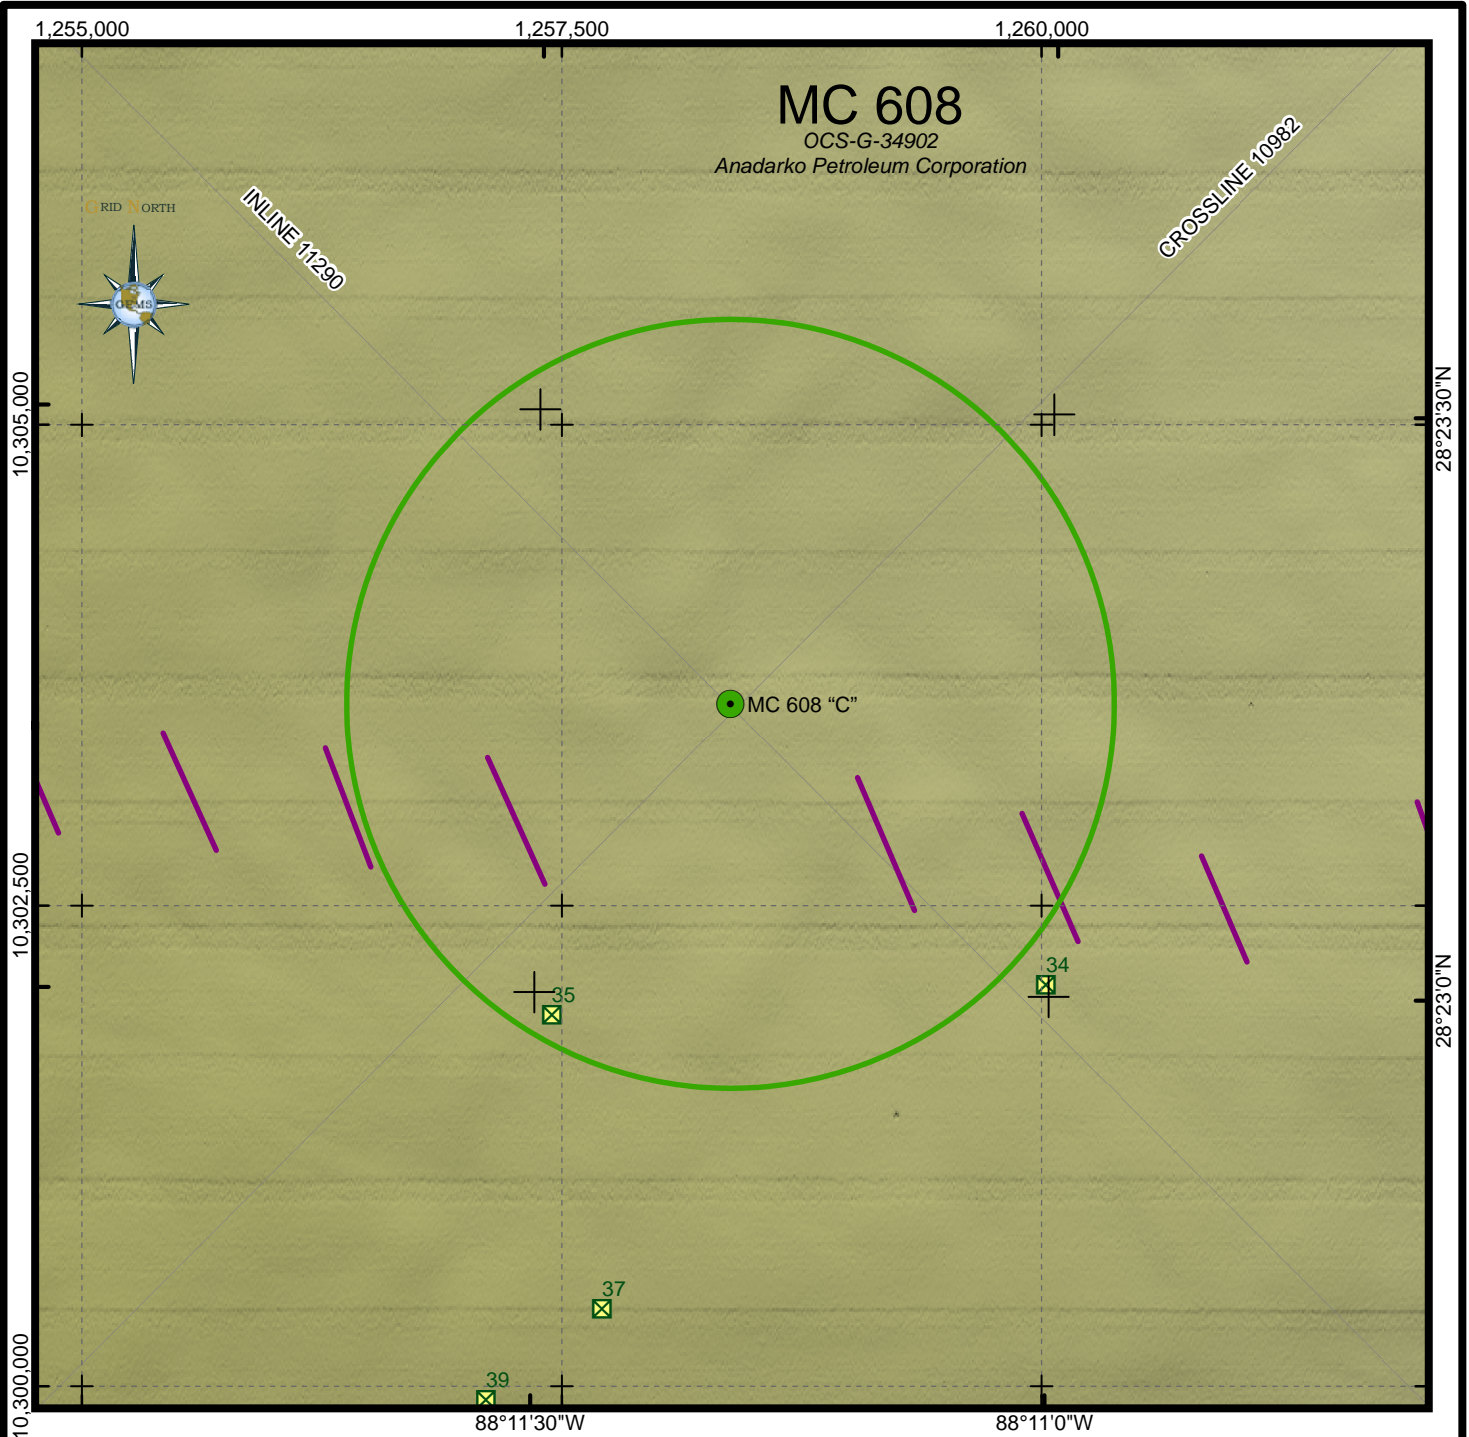 1,255,000 1,257,500 1,260,000
MC 608
OCS-G-34902
Anadarko Petroleum Corporation
INLINE 11290
CROSSLINE 10982
GRID NORTH
GEMS
10,305,000
28°23'30"N
MC 608 “C”
10,302,500
34
35
28°23'0"N
37
39
10,300,000
88°11'30"W 88°11'0"W